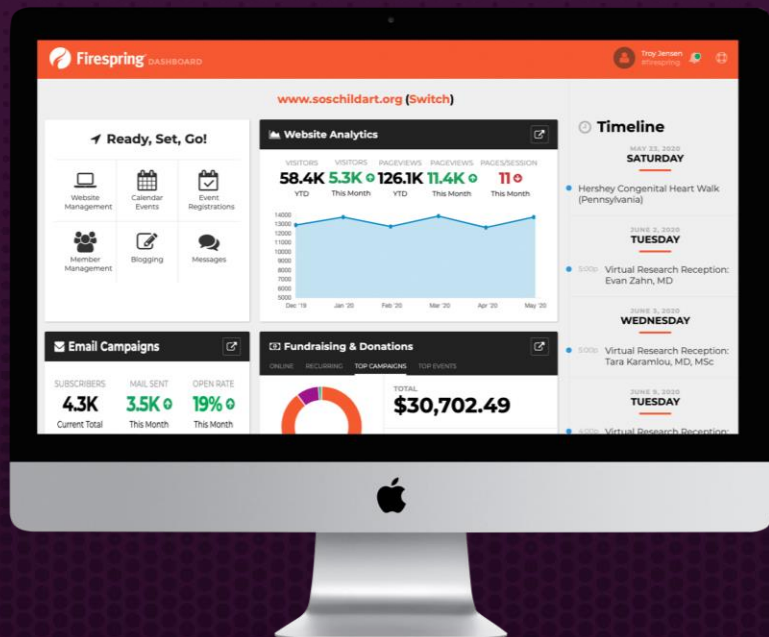 Firespring DASHBOARD
Troy Jensen
#firespring
www.soschildart.org (Switch)
Ready, Set, Go!
Website
Management
Calendar
Events
Event
Registrations
Member
Management
Blogging
Messages
Website Analytics
VISITORS VISITORS PAGEVIEWS PAGEVIEWS PAGES/SESSION
58.4K 5.3K 126.1K 11.4K 11
YTD This Month YTD This Month This Month
14000
13000
12000
11000
10000
9000
8000
7000
6000
5000
Dec '19 Jan '20 Feb '20 Mar '20 Apr '20 May '20
Email Campaigns
SUBSCRIBERS MAIL SENT OPEN RATE
4.3K 3.5K 19%
Current Total This Month This Month
Fundraising & Donations
ONLINE RECURRING TOP CAMPAIGNS TOP EVENTS
TOTAL
$30,702.49
Timeline
MAY 23, 2020
SATURDAY
Hershey Congenital Heart Walk
(Pennsylvania)
JUNE 2, 2020
TUESDAY
5:00p Virtual Research Reception:
Evan Zahn, MD
JUNE 3, 2020
WEDNESDAY
5:00p Virtual Research Reception:
Tara Karamlou, MD, MSc
JUNE 9, 2020
TUESDAY
Virtual Research Reception: